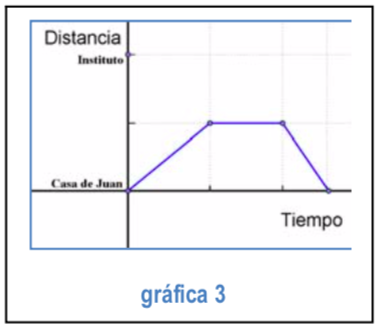 Distancia
Instituto
Casa de Juan
Tiempo
gráfica 3